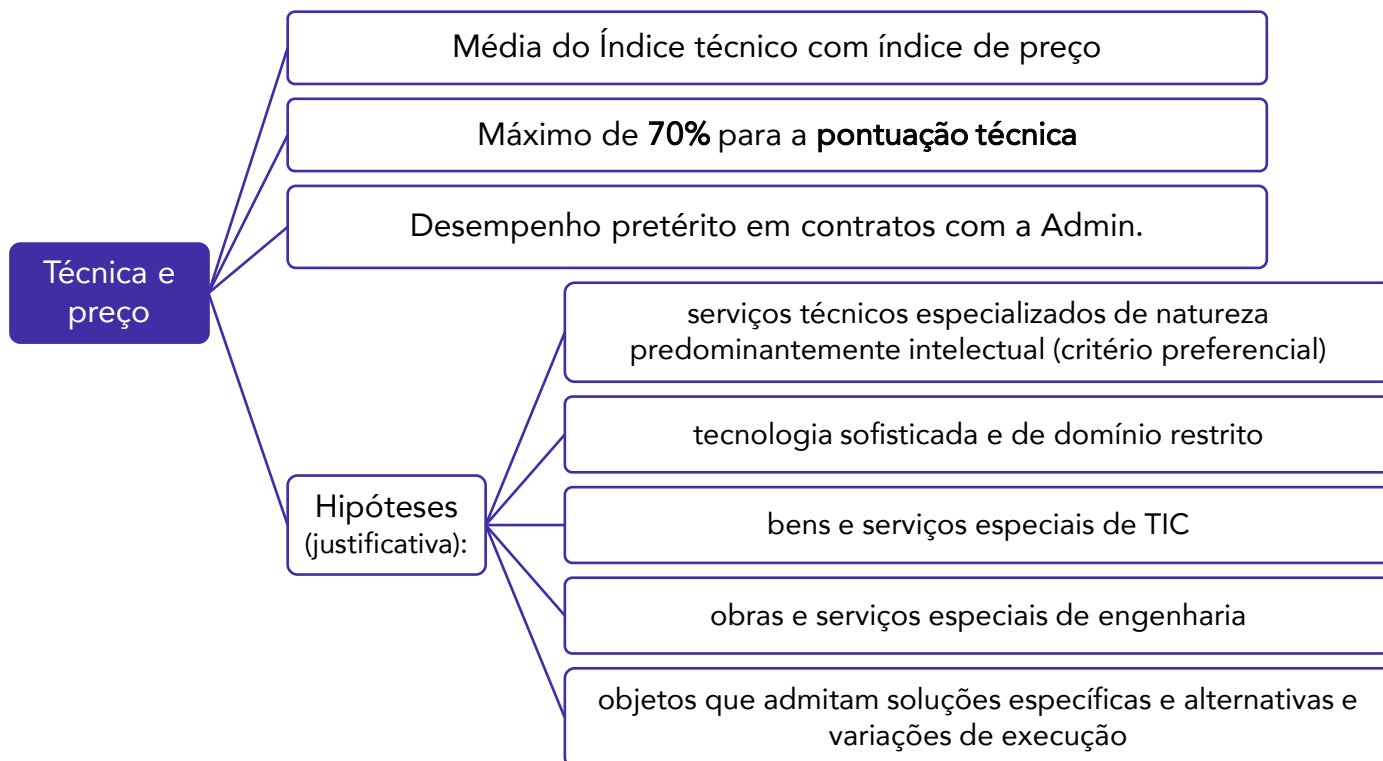 Média do Índice técnico com índice de preço
Máximo de 70% para a pontuação técnica
Desempenho pretérito em contratos com a Admin.
Técnica e
preço
Hipóteses
(justificativa):
serviços técnicos especializados de natureza
predominantemente intelectual (critério preferencial)
tecnologia sofisticada e de domínio restrito
bens e serviços especiais de TIC
obras e serviços especiais de engenharia
objetos que admitam soluções específicas e alternativas e
variações de execução